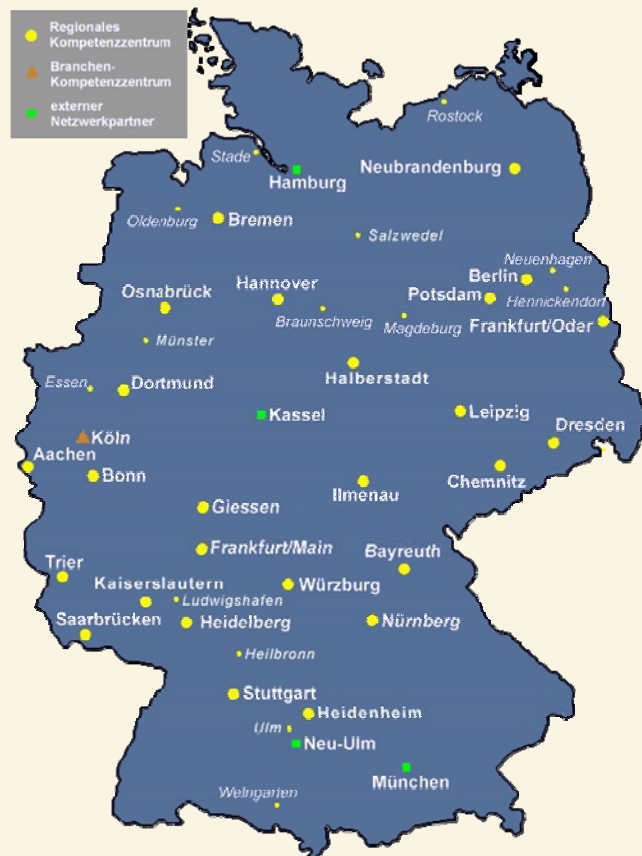 Regionales
Kompetenzzentrum
Branchen-
Kompetenzzentrum
externer
Netzwerkpartner
Rostock
Stade
Hamburg
Neubrandenburg
Oldenburg
Bremen
Salzwedel
Neuenhagen
Berlin
Hannover
Osnabrück
Potsdam
Hennickendorf
Braunschweig
Magdeburg
Frankfurt/Oder
Münster
Halberstadt
Essen
Dortmund
Kassel
Leipzig
Dresden
Köln
Aachen
Bonn
Chemnitz
Ilmenau
Giessen
Frankfurt/Main
Bayreuth
Trier
Kaiserslautern
Würzburg
Ludwigshafen
Saarbrücken
Heidelberg
Nürnberg
Heilbronn
Stuttgart
Heidenheim
Ulm
Neu-Ulm
München
Weingarten